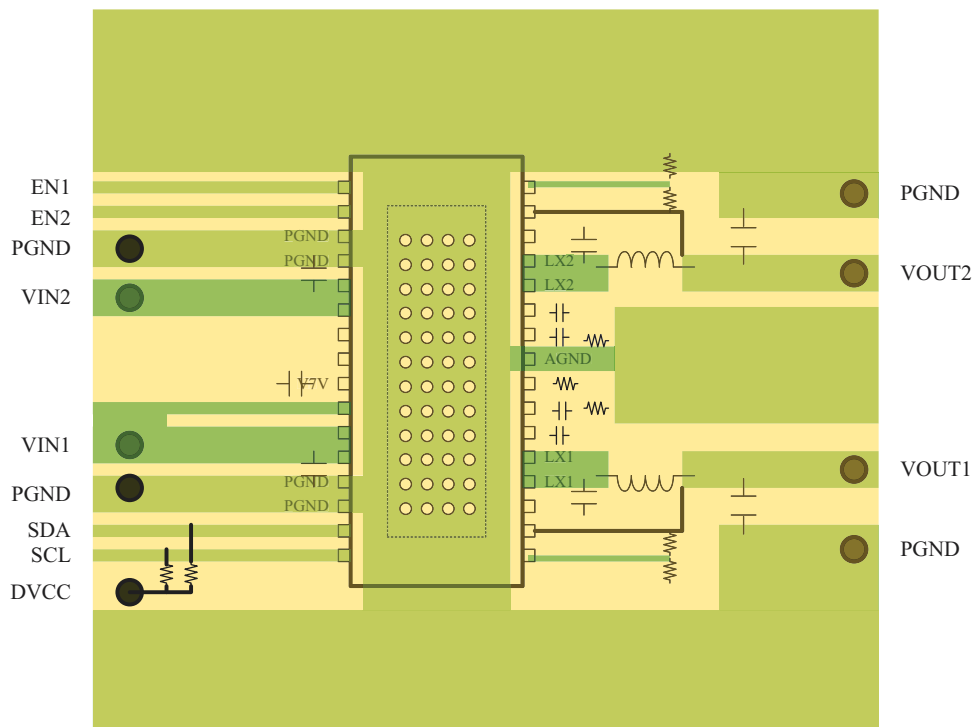 EN1
EN2
PGND
VIN2
VIN1
PGND
SDA
SCL
DVCC
PGND
PGND
V7V
PGND
PGND
LX2
LX2
AGND
LX1
LX1
PGND
VOUT2
VOUT1
PGND